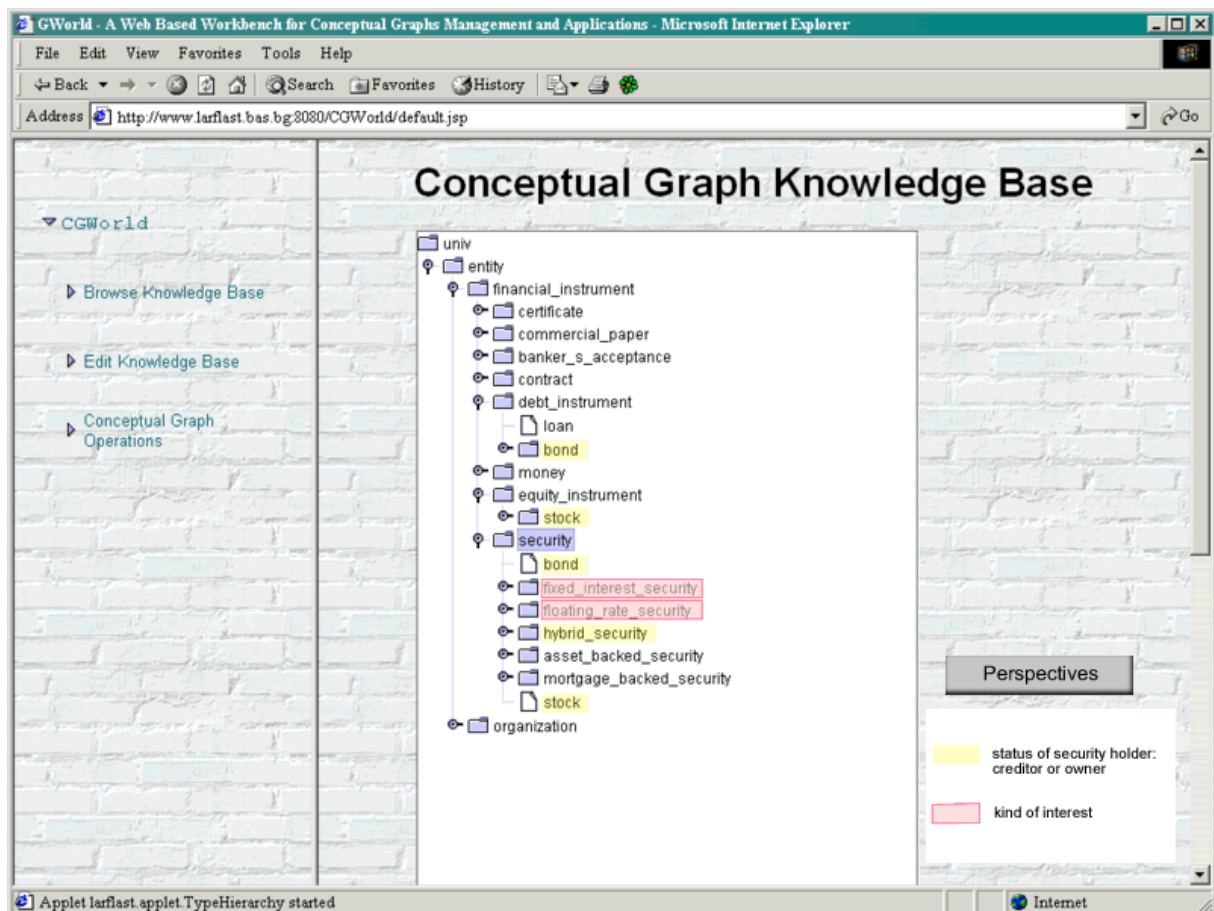 GWorld - A Web Based Workbench for Conceptual Graphs Management and Applications - Microsoft Internet Explorer
File Edit View Favorites Tools Help
Back Search Favorites History
Address http://www.larflast.bas.bg:8080/CGWorld/default.jsp Go
Conceptual Graph Knowledge Base
CGWorld
Browse Knowledge Base
Edit Knowledge Base
Conceptual Graph
Operations
univ
entity
financial_instrument
certificate
commercial_paper
banker_s_acceptance
contract
debt_instrument
loan
bond
money
equity_instrument
stock
security
bond
fixed_interest_security
floating_rate_security
hybrid_security
asset_backed_security
mortgage_backed_security
stock
organization
Perspectives
status of security holder:
creditor or owner
kind of interest
Applet larflast.applet.TypeHierarchy started Internet